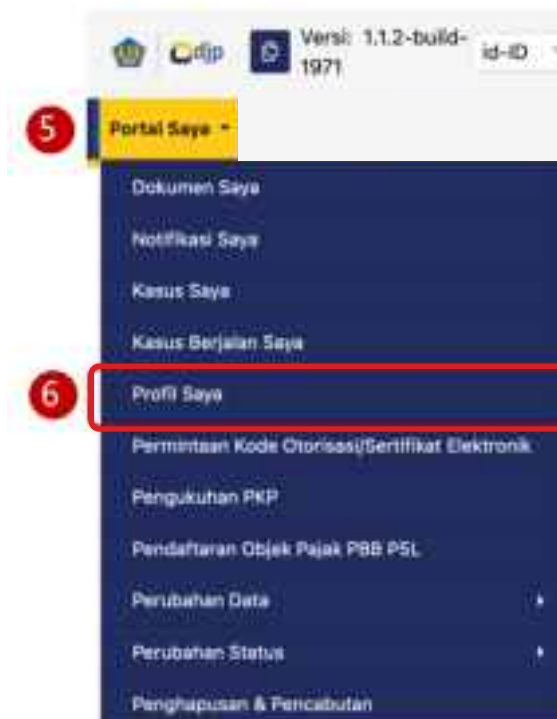 djp
Versi: 1.1.2-build-
1971
id-ID
5
Portal Saya
Dokumen Saya
Notifikasi Saya
Kasus Saya
Kasus Berjalan Saya
6
Profil Saya
Permintaan Kode Otorisasi/Sertifikat Elektronik
Pengukuhan PKP
Pendaftaran Objek Pajak PBB P5L
Perubahan Data
Perubahan Status
Penghapusan & Pencabutan